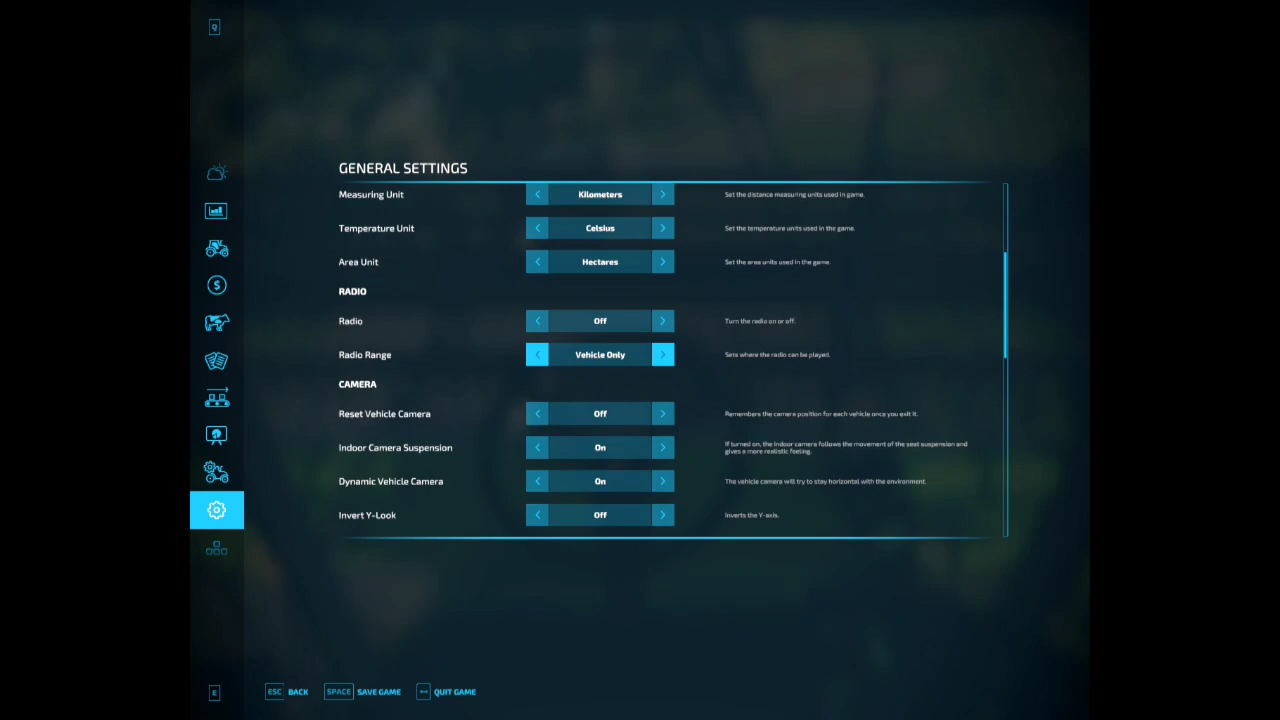 Q
GENERAL SETTINGS
Measuring Unit Kilometers Set the distance measuring units used in game.
Temperature Unit Celsius Set the temperature units used in the game.
Area Unit Hectares Set the area units used in the game.
RADIO
Radio Off Turn the radio on or off.
Radio Range Vehicle Only Sets where the radio can be played.
CAMERA
Reset Vehicle Camera Off Remembers the camera position for each vehicle once you exit it.
Indoor Camera Suspension On If turned on, the indoor camera follows the movement of the seat suspension and
gives a more realistic feeling.
Dynamic Vehicle Camera On The vehicle camera will try to stay horizontal with the environment.
Invert Y-Look Off Inverts the Y-axis.
E ESC BACK SPACE SAVE GAME QUIT GAME